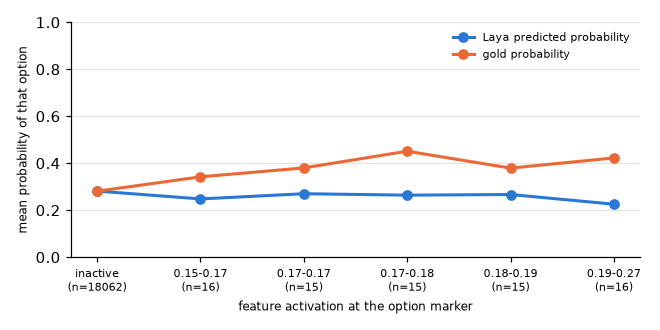 1.0
0.8
0.6
0.4
0.2
0.0
mean probability of that option
Laya predicted probability
gold probability
inactive
(n=18062)
0.15-0.17
(n=16)
0.17-0.17
(n=15)
0.17-0.18
(n=15)
0.18-0.19
(n=15)
0.19-0.27
(n=16)
feature activation at the option marker